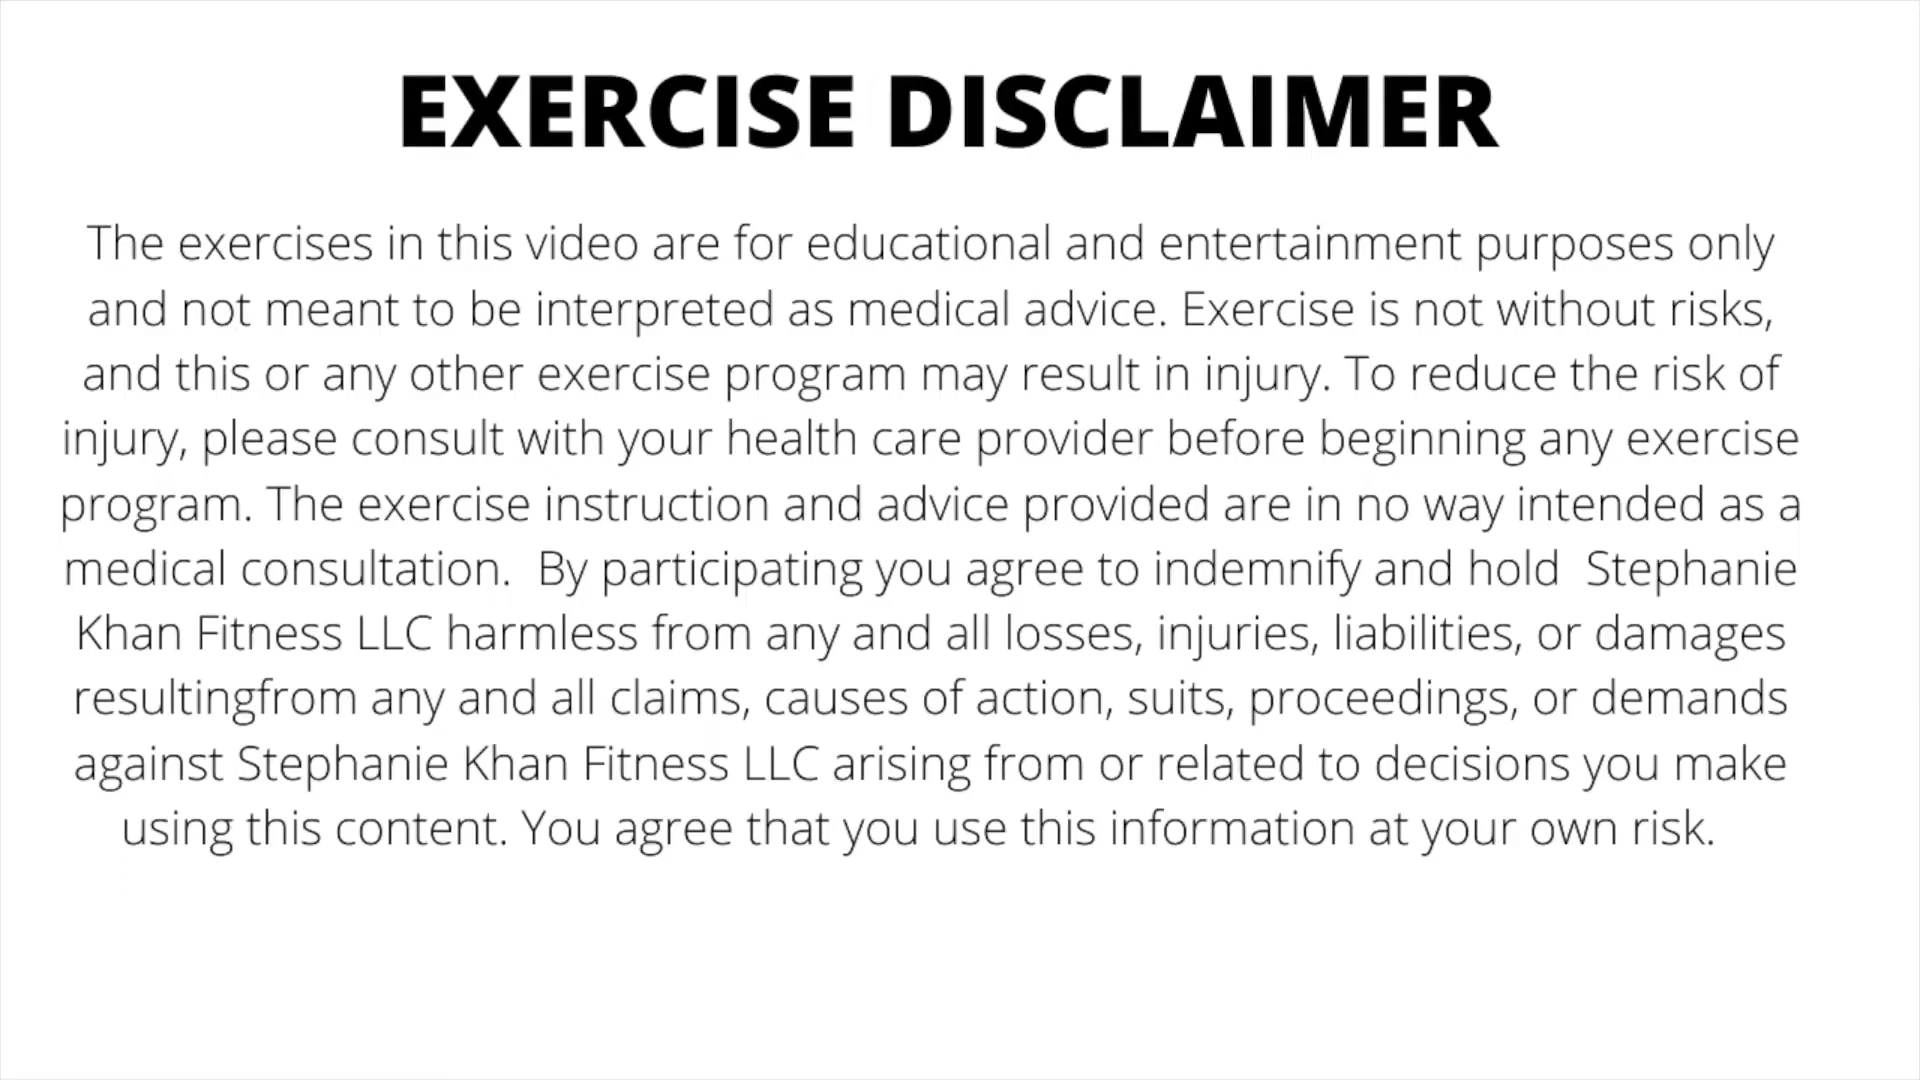 EXERCISE DISCLAIMER
The exercises in this video are for educational and entertainment purposes only
and not meant to be interpreted as medical advice. Exercise is not without risks,
and this or any other exercise program may result in injury. To reduce the risk of
injury, please consult with your health care provider before beginning any exercise
program. The exercise instruction and advice provided are in no way intended as a
medical consultation.  By participating you agree to indemnify and hold  Stephanie
Khan Fitness LLC harmless from any and all losses, injuries, liabilities, or damages
resultingfrom any and all claims, causes of action, suits, proceedings, or demands
against Stephanie Khan Fitness LLC arising from or related to decisions you make
using this content. You agree that you use this information at your own risk.